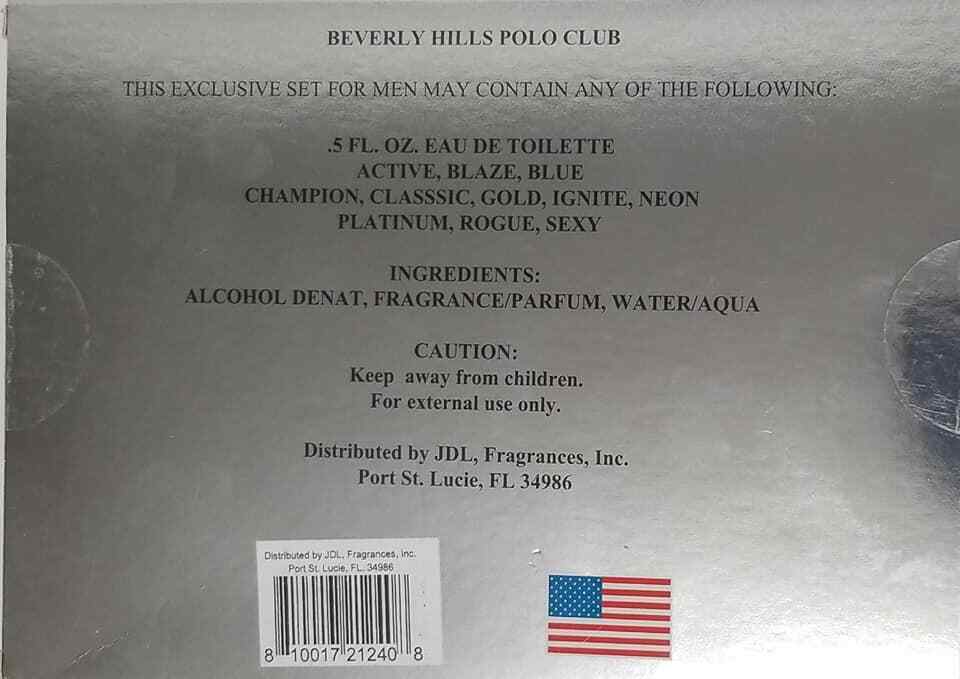 BEVERLY HILLS POLO CLUB
THIS EXCLUSIVE SET FOR MEN MAY CONTAIN ANY OF THE FOLLOWING:
.5 FL. OZ. EAU DE TOILETTE
ACTIVE, BLAZE, BLUE
CHAMPION, CLASSSIC, GOLD, IGNITE, NEON
PLATINUM, ROGUE, SEXY
INGREDIENTS:
ALCOHOL DENAT, FRAGRANCE/PARFUM, WATER/AQUA
CAUTION:
Keep away from children.
For external use only.
Distributed by JDL, Fragrances, Inc.
Port St. Lucie, FL 34986
Distributed by JDL, Fragrances, Inc.
Port St. Lucie, FL. 34986
8 10017 21240 8